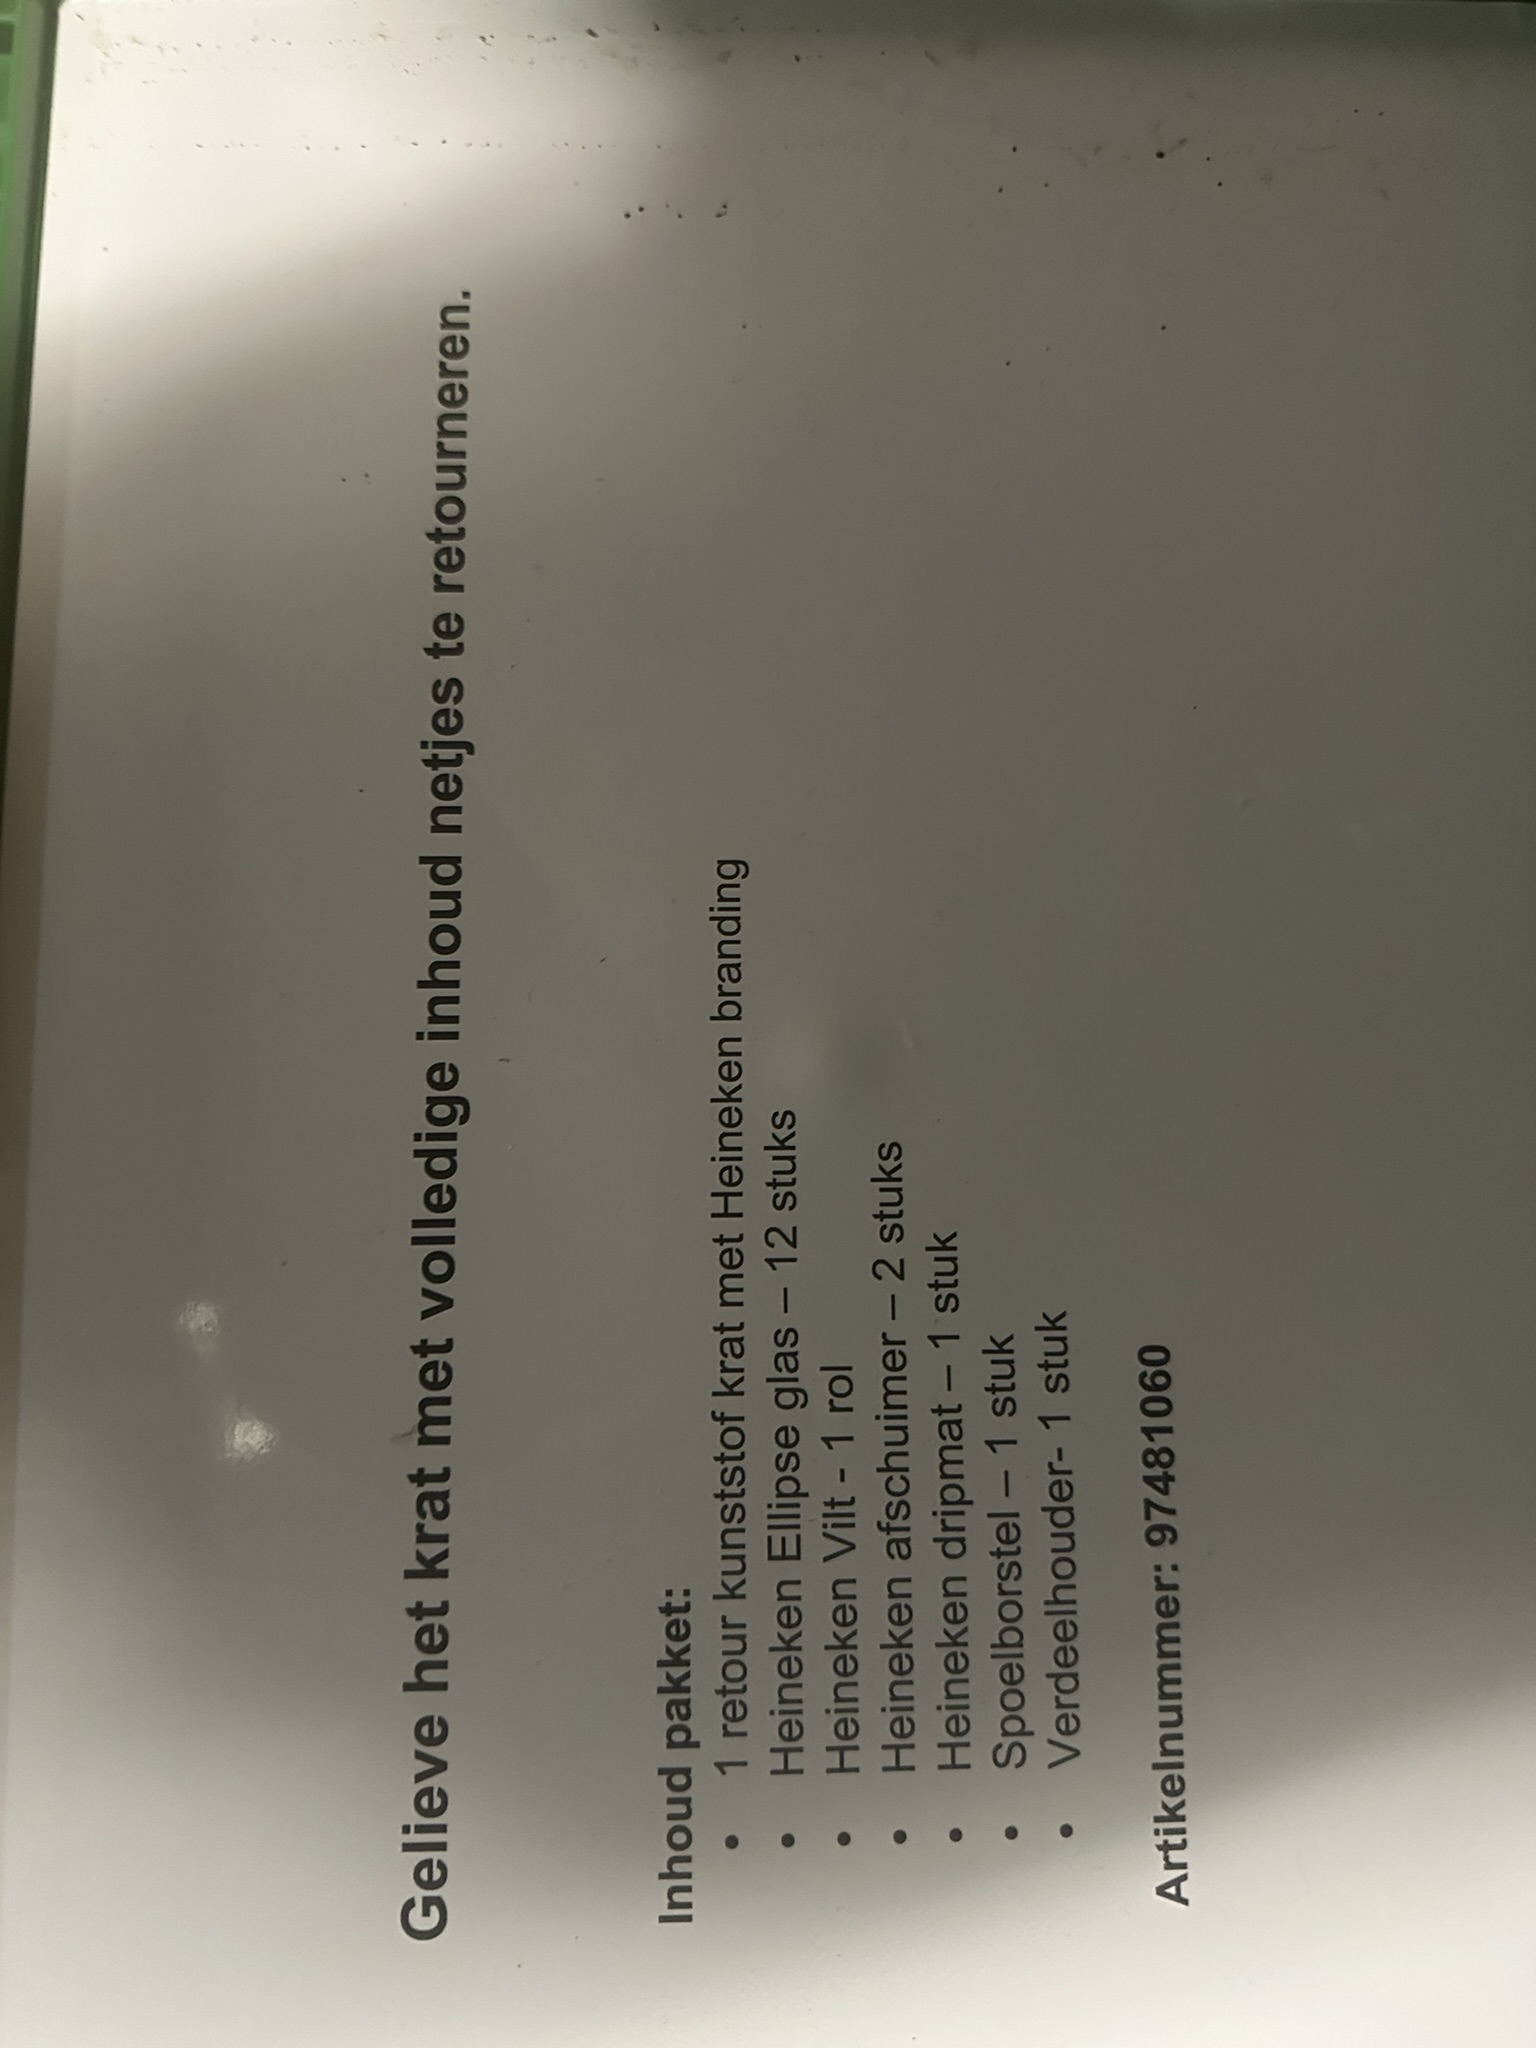 Gelieve het krat met volledige inhoud netjes te retourneren.
Inhoud pakket:
• 1 retour kunststof krat met Heineken branding
• Heineken Ellipse glas – 12 stuks
• Heineken Vilt - 1 rol
• Heineken afschuimer – 2 stuks
• Heineken dripmat – 1 stuk
• Spoelborstel – 1 stuk
• Verdeelhouder- 1 stuk
Artikelnummer: 97481060